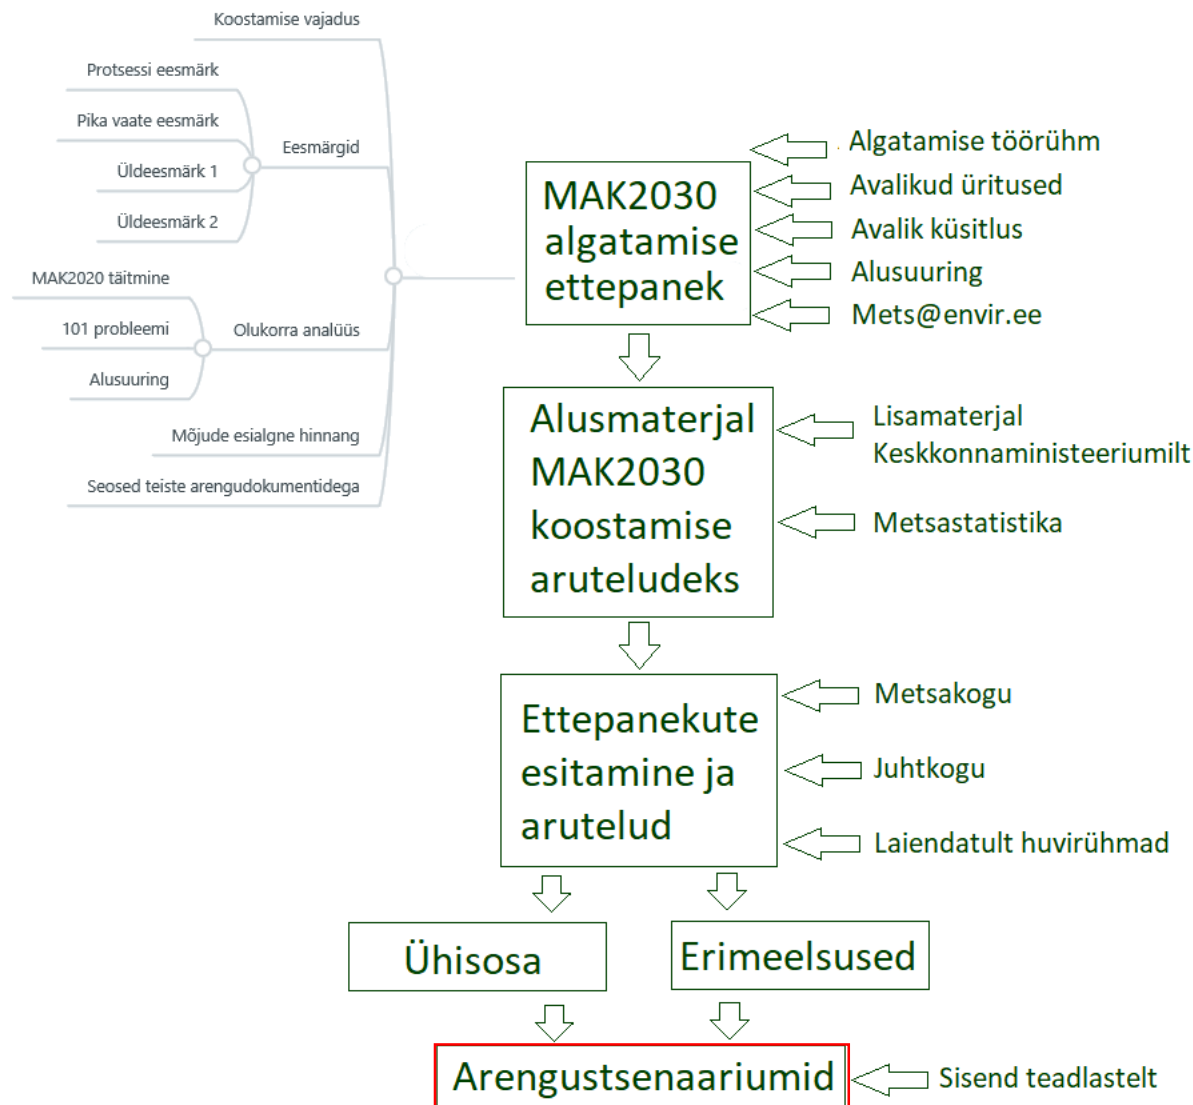 Koostamise vajadus
Protsessi eesmärk
Pika vaate eesmärk
Eesmärgid
Üldeesmärk 1
Üldeesmärk 2
MAK2020 täitmine
101 probleemi
Olukorra analüüs
Alusuuring
Mõjude esialgne hinnang
Seosed teiste arengudokumentidega
MAK2030
algatamise
ettepanek
Algatamise töörühm
Avalikud üritused
Avalik küsitlus
Alusuuring
Mets@envir.ee
Alusmaterjal
MAK2030
koostamise
aruteludeks
Lisamaterjal
Keskkonnaministeeriumilt
Metsastatistika
Ettepanekute
esitamine ja
arutelud
Metsakogu
Juhtkogu
Laiendatult huvirühmad
Ühisosa
Erimeelsused
Arengustsenaariumid
Sisend teadlastelt